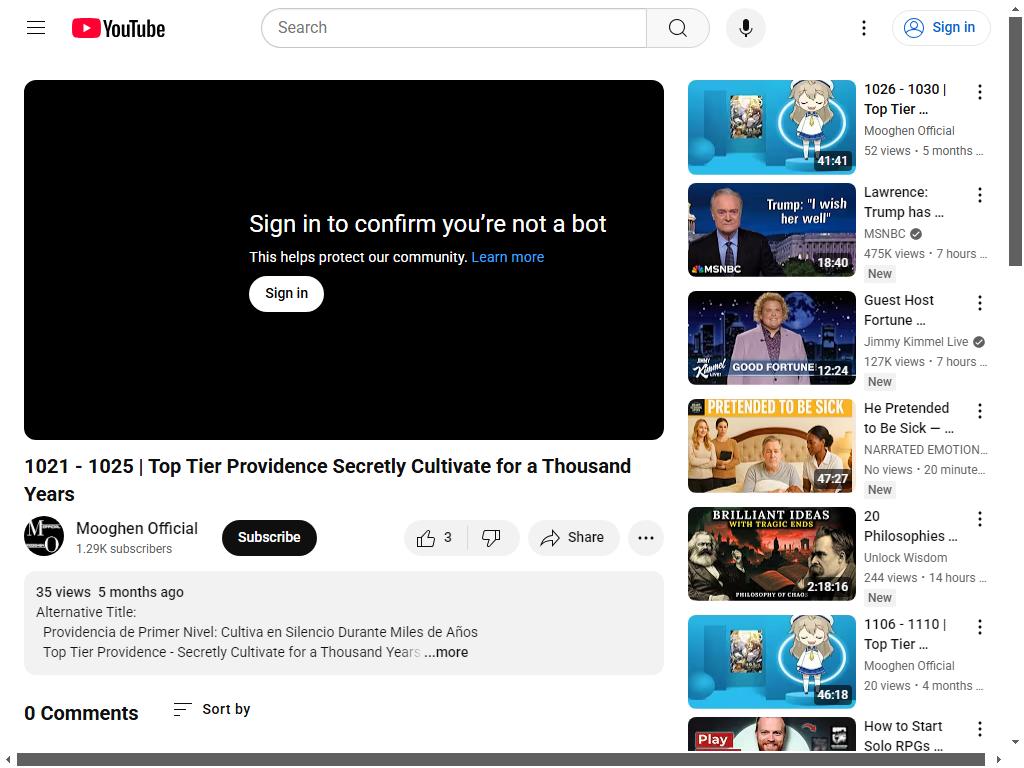 YouTube
Search
Sign in
Sign in to confirm you’re not a bot
This helps protect our community. Learn more
Sign in
1021 - 1025 | Top Tier Providence Secretly Cultivate for a Thousand
Years
Mooghen Official
1.29K subscribers
Subscribe
3
Share
35 views 5 months ago
Alternative Title:
Providencia de Primer Nivel: Cultiva en Silencio Durante Miles de Años
Top Tier Providence - Secretly Cultivate for a Thousand Years ...more
0 Comments
Sort by
41:41
1026 - 1030 |
Top Tier ...
Mooghen Official
52 views • 5 months ...
Trump: "I wish
her well"
MSNBC
18:40
Lawrence:
Trump has ...
MSNBC
475K views • 7 hours ...
New
JIMMY
Kimmel
LIVE!
GOOD FORTUNE
12:24
Guest Host
Fortune ...
Jimmy Kimmel Live
127K views • 7 hours ...
New
PRETENDED TO BE SICK
47:27
He Pretended
to Be Sick — ...
NARRATED EMOTION...
No views • 20 minute...
New
BRILLIANT IDEAS
WITH TRAGIC ENDS
PHILOSOPHY OF CHAOS
2:18:16
20
Philosophies ...
Unlock Wisdom
244 views • 14 hours ...
New
46:18
1106 - 1110 |
Top Tier ...
Mooghen Official
20 views • 4 months ...
Play
How to Start
Solo RPGs ...